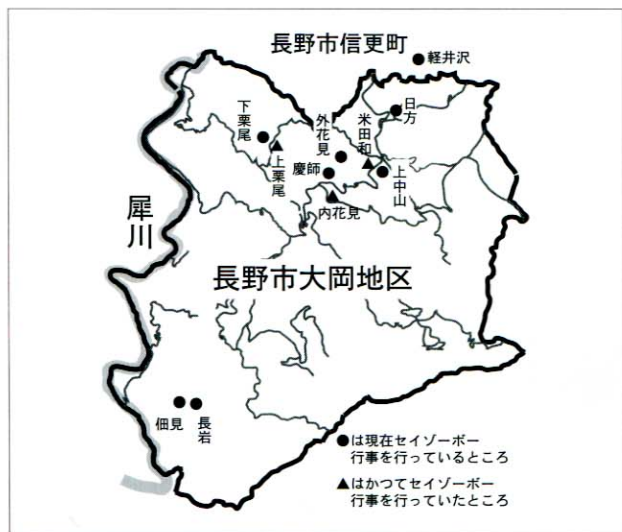 長野市信更町
軽井沢
日方
米田和
外花見
下栗尾
上栗尾
慶師
上中山
内花見
犀川
長野市大岡地区
佃見
長岩
●は現在セイゾーボー
行事を行っているところ
▲はかつてセイゾーボー
行事を行っていたところ